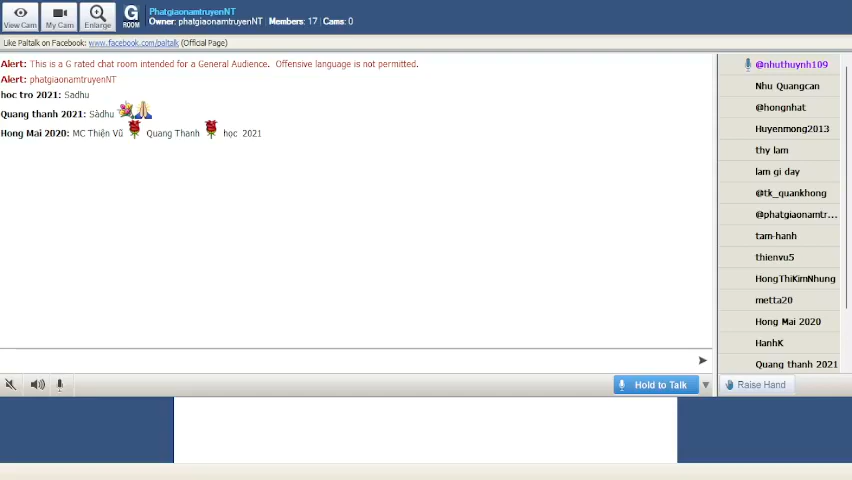 View Cam
My Cam
Enlarge
G
ROOM
PhatgiaonamtruyenNT
Owner: phatgiaonamtruyenNT | Members: 17 | Cams: 0
Like Paltalk on Facebook: www.facebook.com/paltalk (Official Page)
Alert: This is a G rated chat room intended for a General Audience. Offensive language is not permitted.
Alert: phatgiaonamtruyenNT
hoc tro 2021: Sadhu
Quang thanh 2021: Sàdhu
Hong Mai 2020: MC Thiện Vũ Quang Thanh học 2021
@nhuthuynh109
Nhu Quangcan
@hongnhat
Huyenmong2013
thy lam
lam gi day
@tk_quankhong
@phatgiaonamtr...
tam-hanh
thienvu5
HongThiKimNhung
metta20
Hong Mai 2020
HanhK
Quang thanh 2021
Hold to Talk
Raise Hand